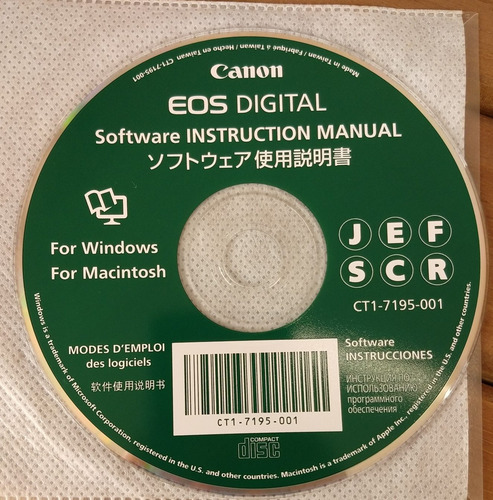 Made in Taiwan / Fabriqué à Taiwan / Hecho en Taiwan CT1-7195-001
Canon
EOS DIGITAL
Software INSTRUCTION MANUAL
ソフトウェア使用説明書
For Windows
For Macintosh
J E F
S C R
CT1-7195-001
MODES D'EMPLOI
des logiciels
软件使用说明书
CT1-7195-001
Software
INSTRUCCIONES
ИНСТРУКЦИЯ ПО
ИСПОЛЬЗОВАНИЮ
программного
обеспечения
COMPACT
disc
Windows is a trademark of Microsoft Corporation, registered in the U.S. and other countries. Macintosh is a trademark of Apple Inc., registered in the U.S. and other countries.